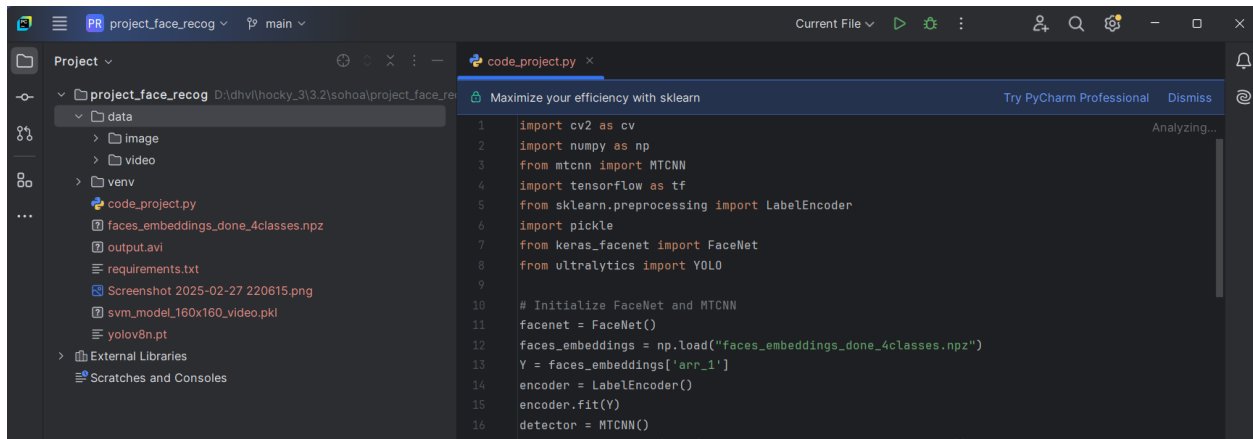 PC PR project_face_recog main Current File
Project
project_face_recog D:\dhvl\hocky_3\3.2\sohoa\project_face_re
data
image
video
venv
code_project.py
faces_embeddings_done_4classes.npz
output.avi
requirements.txt
Screenshot 2025-02-27 220615.png
svm_model_160x160_video.pkl
yolov8n.pt
External Libraries
Scratches and Consoles
code_project.py
Maximize your efficiency with sklearn Try PyCharm Professional Dismiss
Analyzing...
1 import cv2 as cv
2 import numpy as np
3 from mtcnn import MTCNN
4 import tensorflow as tf
5 from sklearn.preprocessing import LabelEncoder
6 import pickle
7 from keras_facenet import FaceNet
8 from ultralytics import YOLO
9
10 # Initialize FaceNet and MTCNN
11 facenet = FaceNet()
12 faces_embeddings = np.load("faces_embeddings_done_4classes.npz")
13 Y = faces_embeddings['arr_1']
14 encoder = LabelEncoder()
15 encoder.fit(Y)
16 detector = MTCNN()